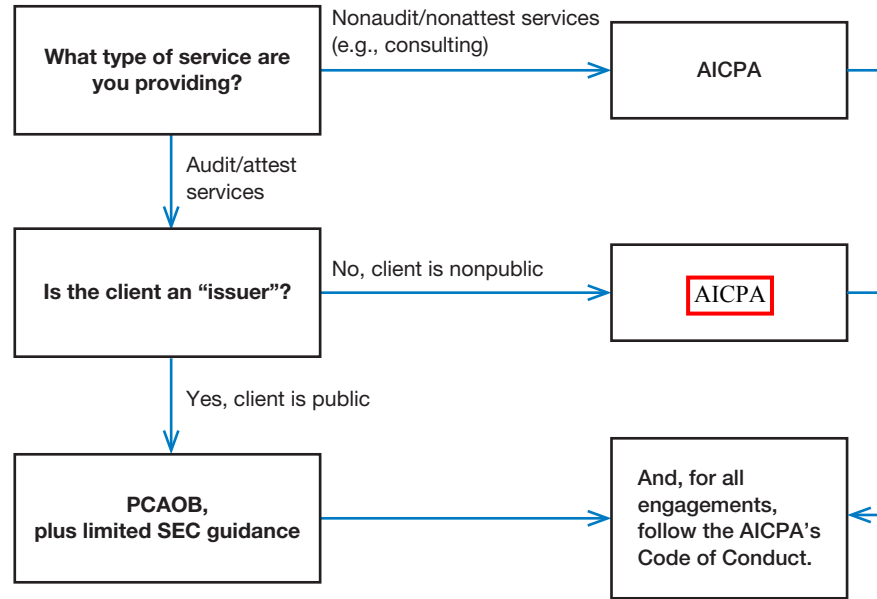 Nonaudit/nonattest services
(e.g., consulting)
What type of service are
you providing?
AICPA
Audit/attest
services
Is the client an “issuer”?
No, client is nonpublic
AICPA
Yes, client is public
PCAOB,
plus limited SEC guidance
And, for all
engagements,
follow the AICPA’s
Code of Conduct.